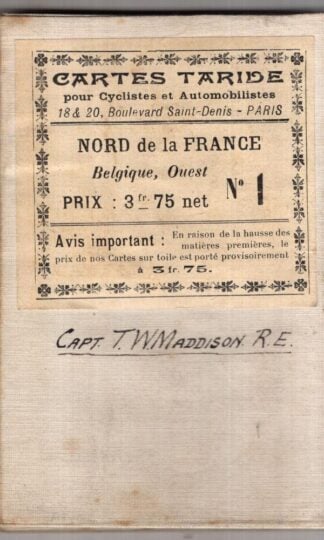 CARTES TARIDE
pour Cyclistes et Automobilistes
18 & 20, Boulevard Saint-Denis - PARIS
NORD de la FRANCE
Belgique, Ouest
PRIX : 3 fr. 75 net
N° 1
Avis important : En raison de la hausse des
matières premières, le
prix de nos Cartes sur toile est porté provisoirement
à 3 fr. 75.
CAPT. T. W. MADDISON. R.E.